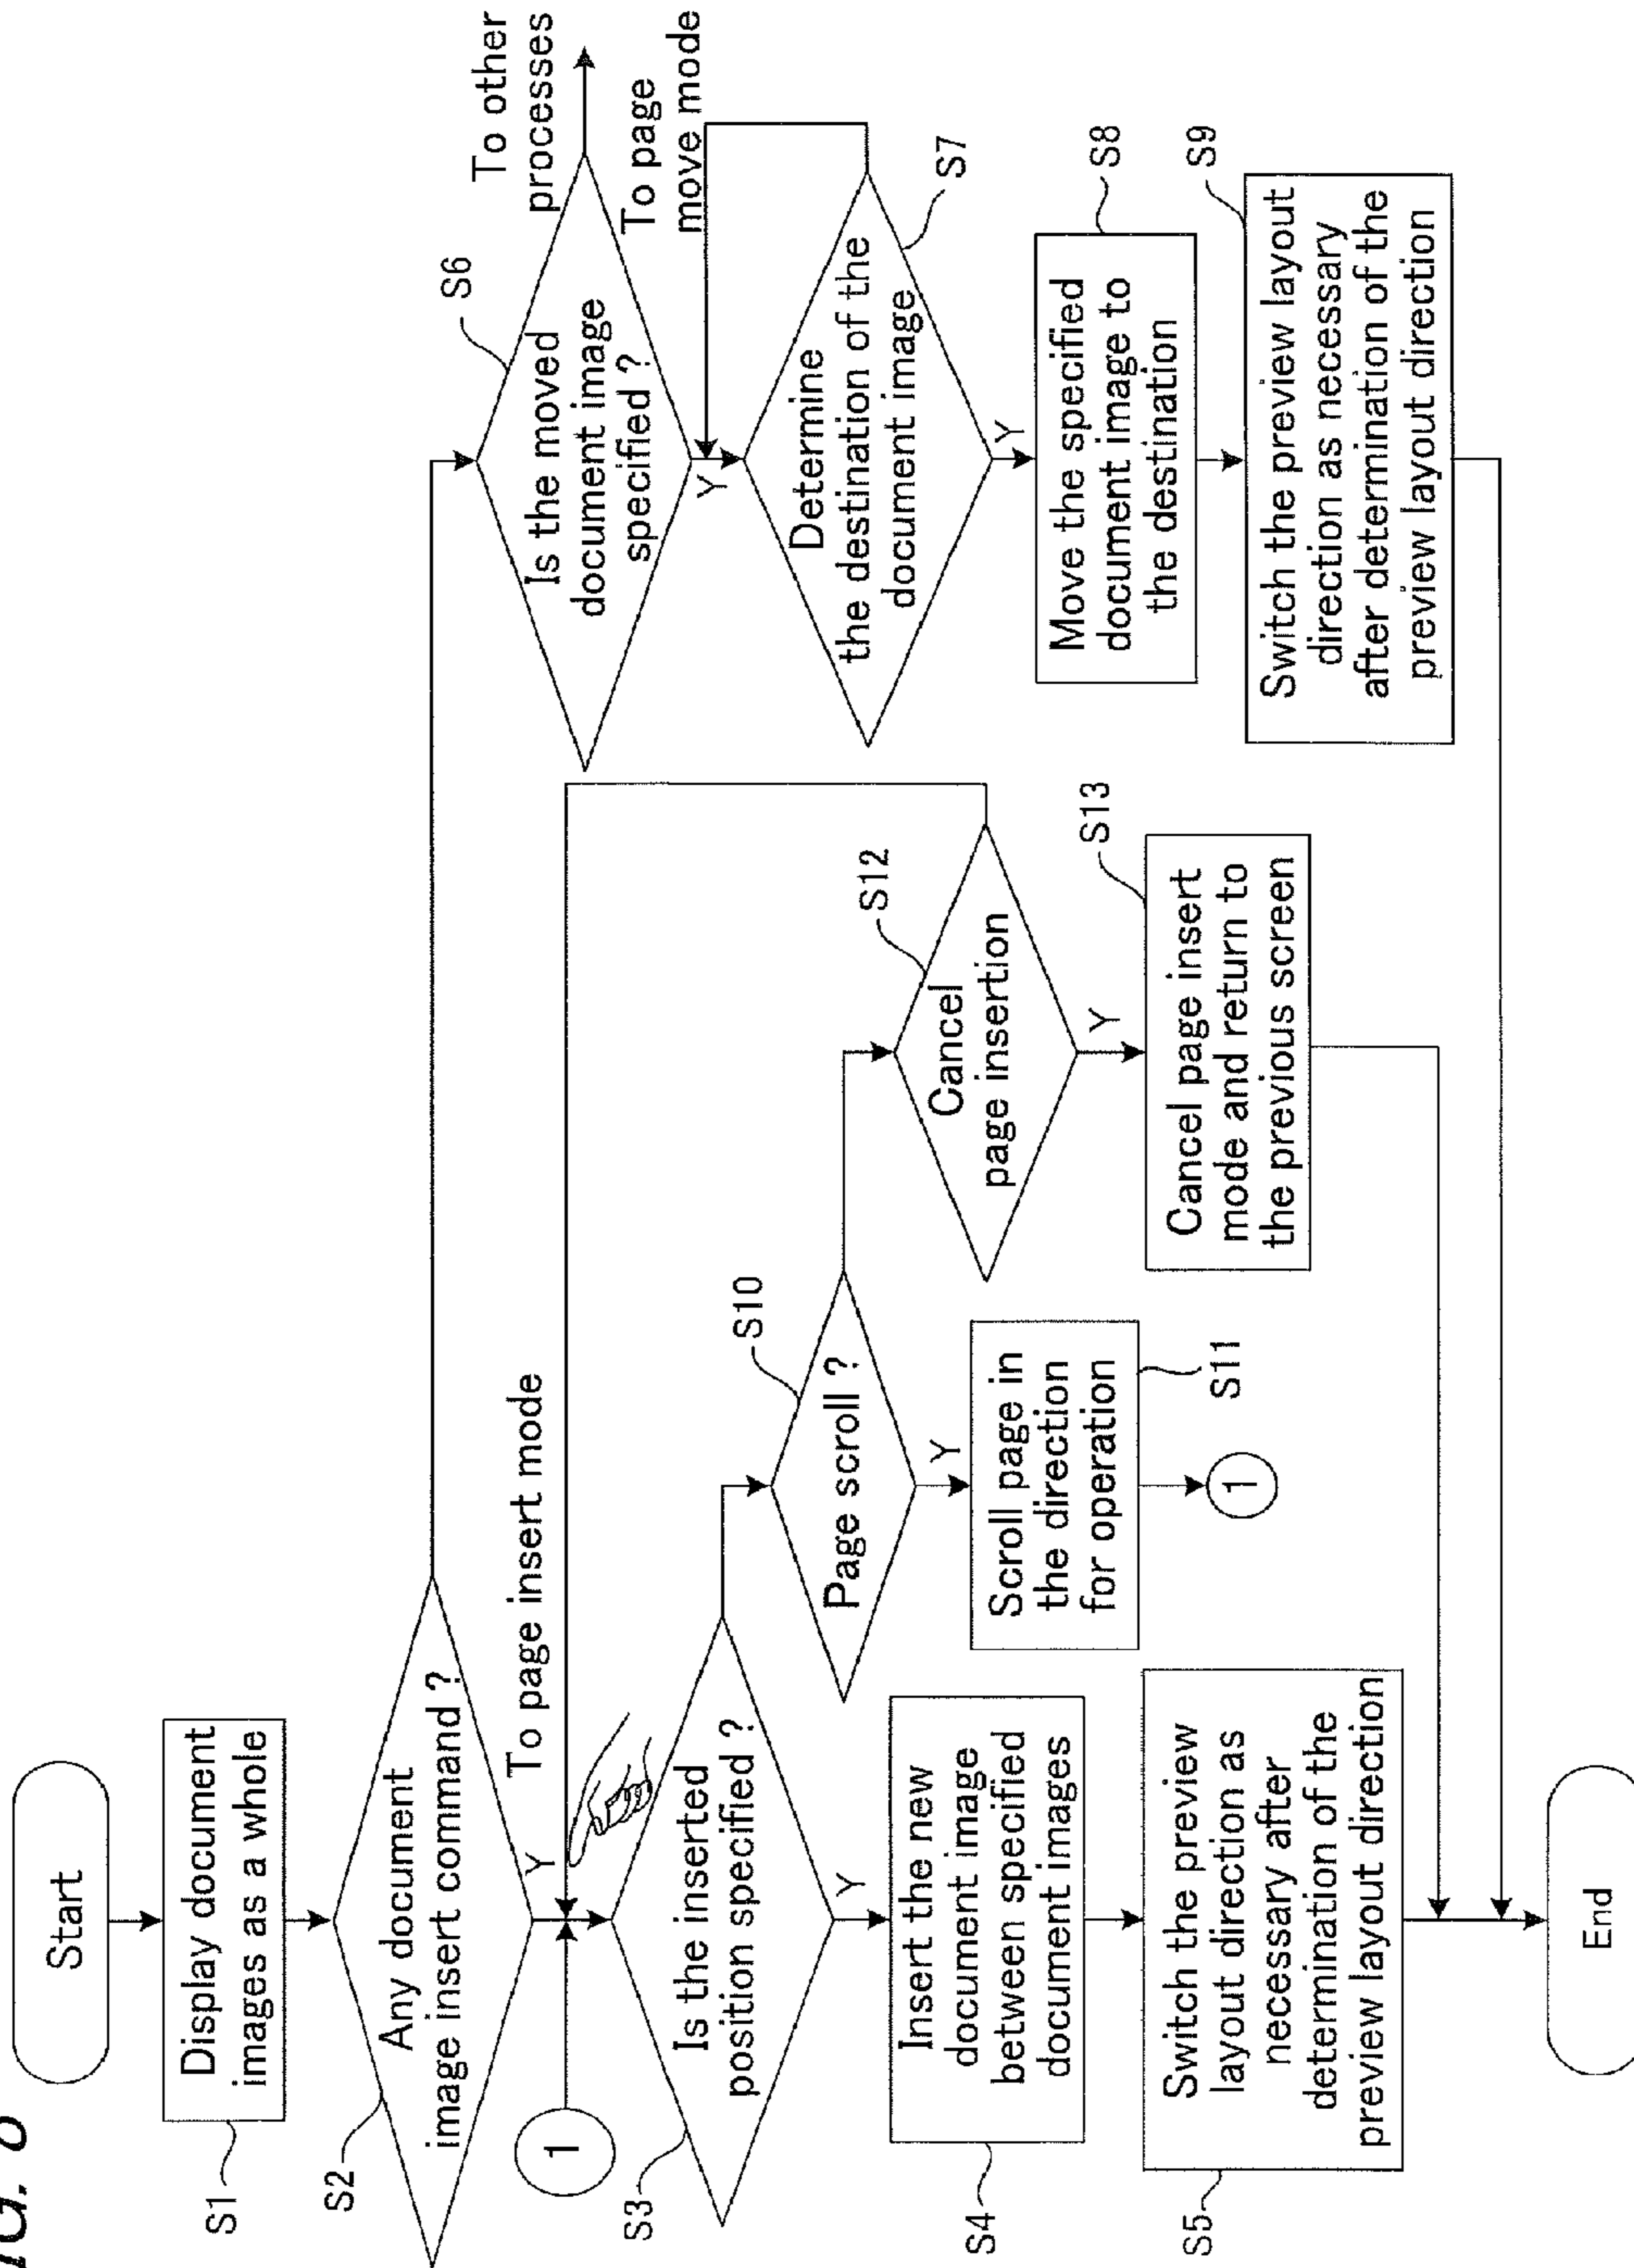 Start
S1
Display document
images as a whole
S2
Any document
image insert command ?
Y
To page insert mode
1
S3
Is the inserted
position specified ?
Y
S4
Insert the new
document image
between specified
document images
S5
Switch the preview
layout direction as
necessary after
determination of the
preview layout direction
End
S10
Page scroll ?
Y
Scroll page in
the direction
for operation
S11
1
S12
Cancel
page insertion
Y
S13
Cancel page insert
mode and return to
the previous screen
S6
Is the moved
document image
specified ?
To other
processes
Y
To page
move mode
S7
Determine
the destination of the
document image
Y
S8
Move the specified
document image to
the destination
S9
Switch the preview layout
direction as necessary
after determination of the
preview layout direction